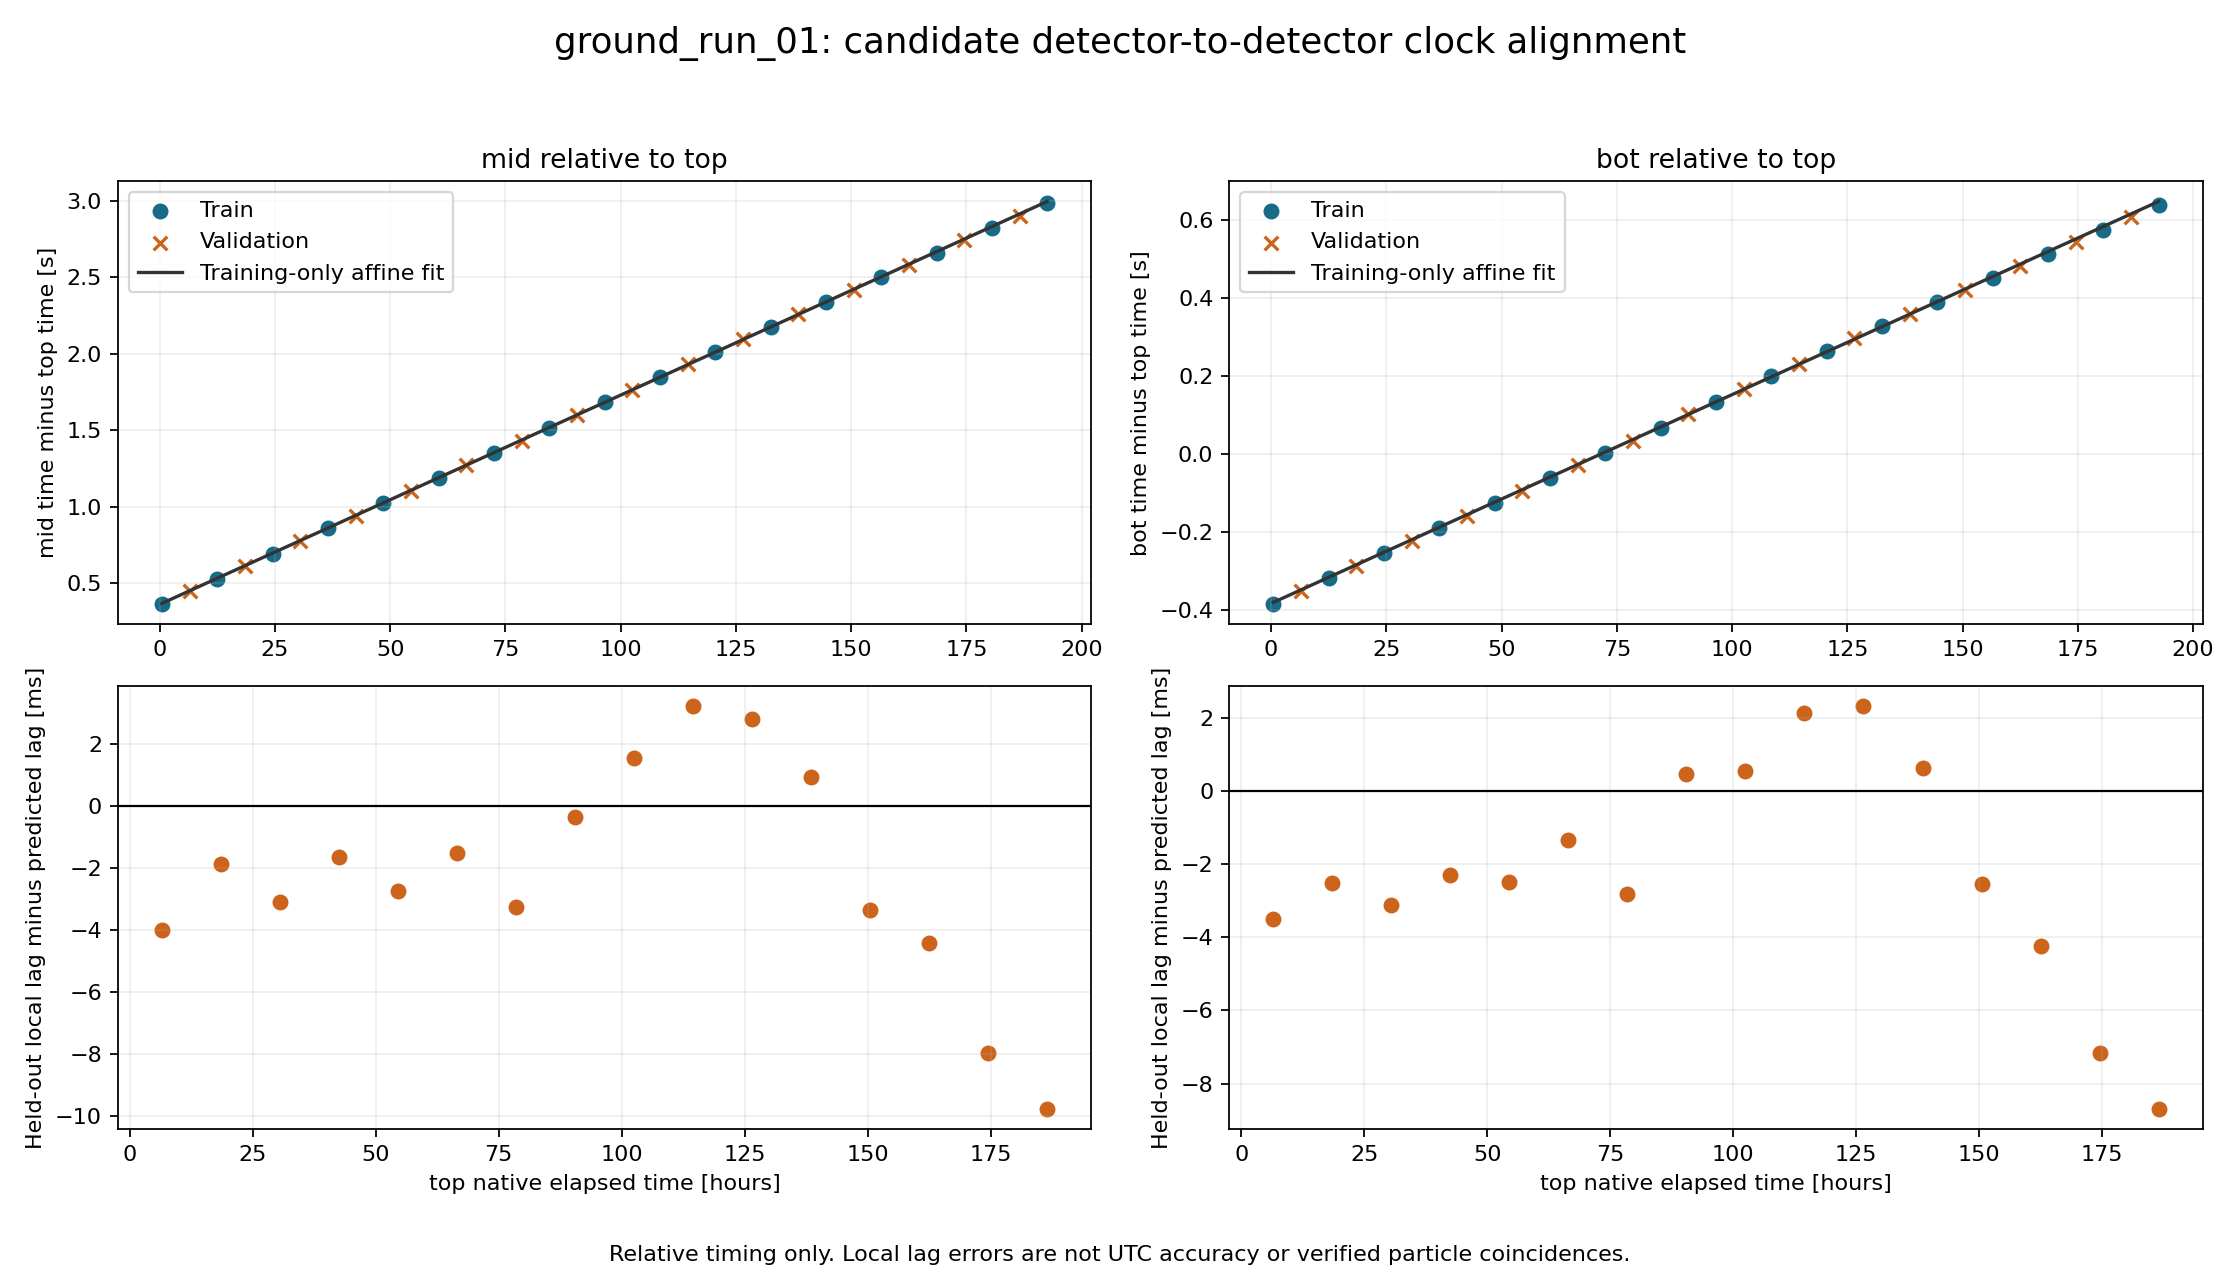 ground_run_01: candidate detector-to-detector clock alignment
mid relative to top
mid time minus top time [s]
3.0
2.5
2.0
1.5
1.0
0.5
Train
Validation
Training-only affine fit
0 25 50 75 100 125 150 175 200
bot relative to top
bot time minus top time [s]
0.6
0.4
0.2
0.0
−0.2
−0.4
Train
Validation
Training-only affine fit
0 25 50 75 100 125 150 175 200
Held-out local lag minus predicted lag [ms]
2
0
−2
−4
−6
−8
−10
0 25 50 75 100 125 150 175
top native elapsed time [hours]
Held-out local lag minus predicted lag [ms]
2
0
−2
−4
−6
−8
0 25 50 75 100 125 150 175
top native elapsed time [hours]
Relative timing only. Local lag errors are not UTC accuracy or verified particle coincidences.